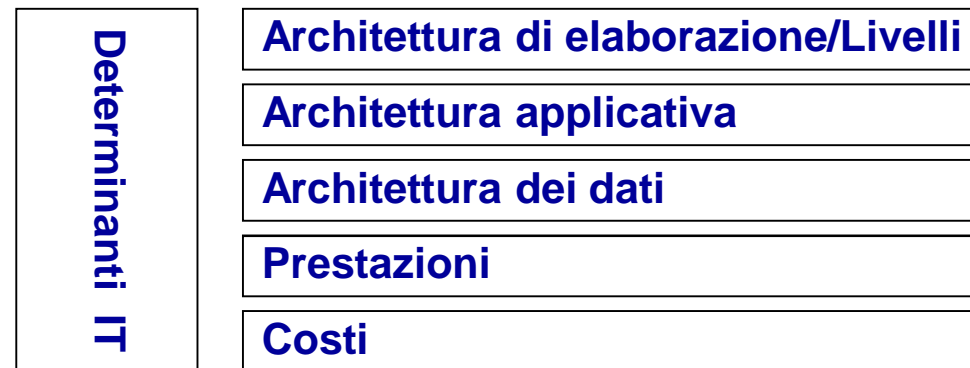 Determinanti IT
Architettura di elaborazione/Livelli
Architettura applicativa
Architettura dei dati
Prestazioni
Costi